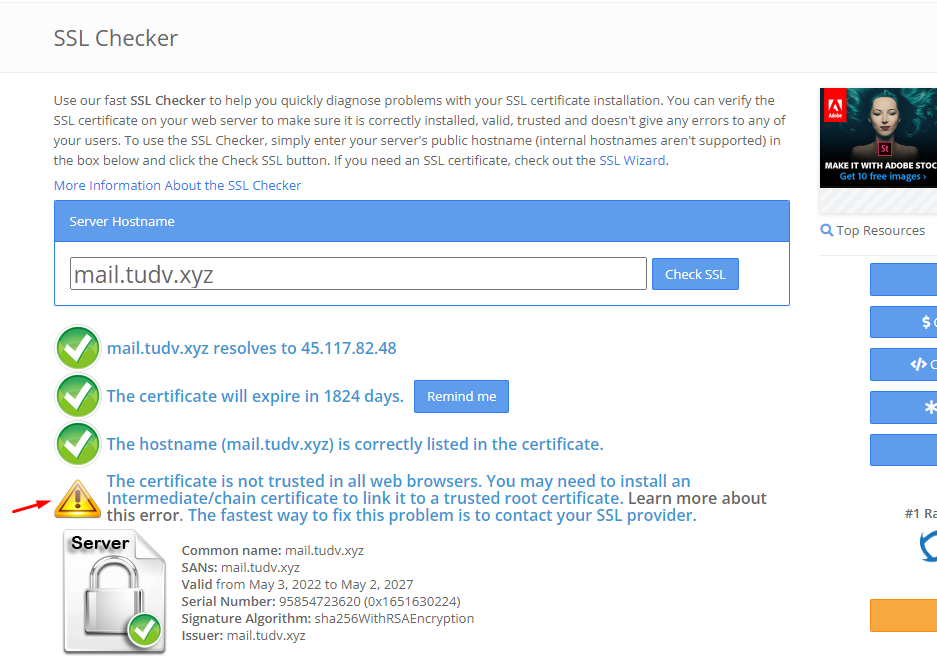 SSL Checker
Use our fast SSL Checker to help you quickly diagnose problems with your SSL certificate installation. You can verify the
SSL certificate on your web server to make sure it is correctly installed, valid, trusted and doesn't give any errors to any of
your users. To use the SSL Checker, simply enter your server's public hostname (internal hostnames aren't supported) in
the box below and click the Check SSL button. If you need an SSL certificate, check out the SSL Wizard.
More Information About the SSL Checker
Server Hostname
mail.tudv.xyz
Check SSL
mail.tudv.xyz resolves to 45.117.82.48
The certificate will expire in 1824 days.
Remind me
The hostname (mail.tudv.xyz) is correctly listed in the certificate.
The certificate is not trusted in all web browsers. You may need to install an
Intermediate/chain certificate to link it to a trusted root certificate. Learn more about
this error. The fastest way to fix this problem is to contact your SSL provider.
Server
Common name: mail.tudv.xyz
SANs: mail.tudv.xyz
Valid from May 3, 2022 to May 2, 2027
Serial Number: 95854723620 (0x1651630224)
Signature Algorithm: sha256WithRSAEncryption
Issuer: mail.tudv.xyz
Adobe
St
MAKE IT WITH ADOBE STOC
Get 10 free images ›
Top Resources
$
</>
#1 Ra